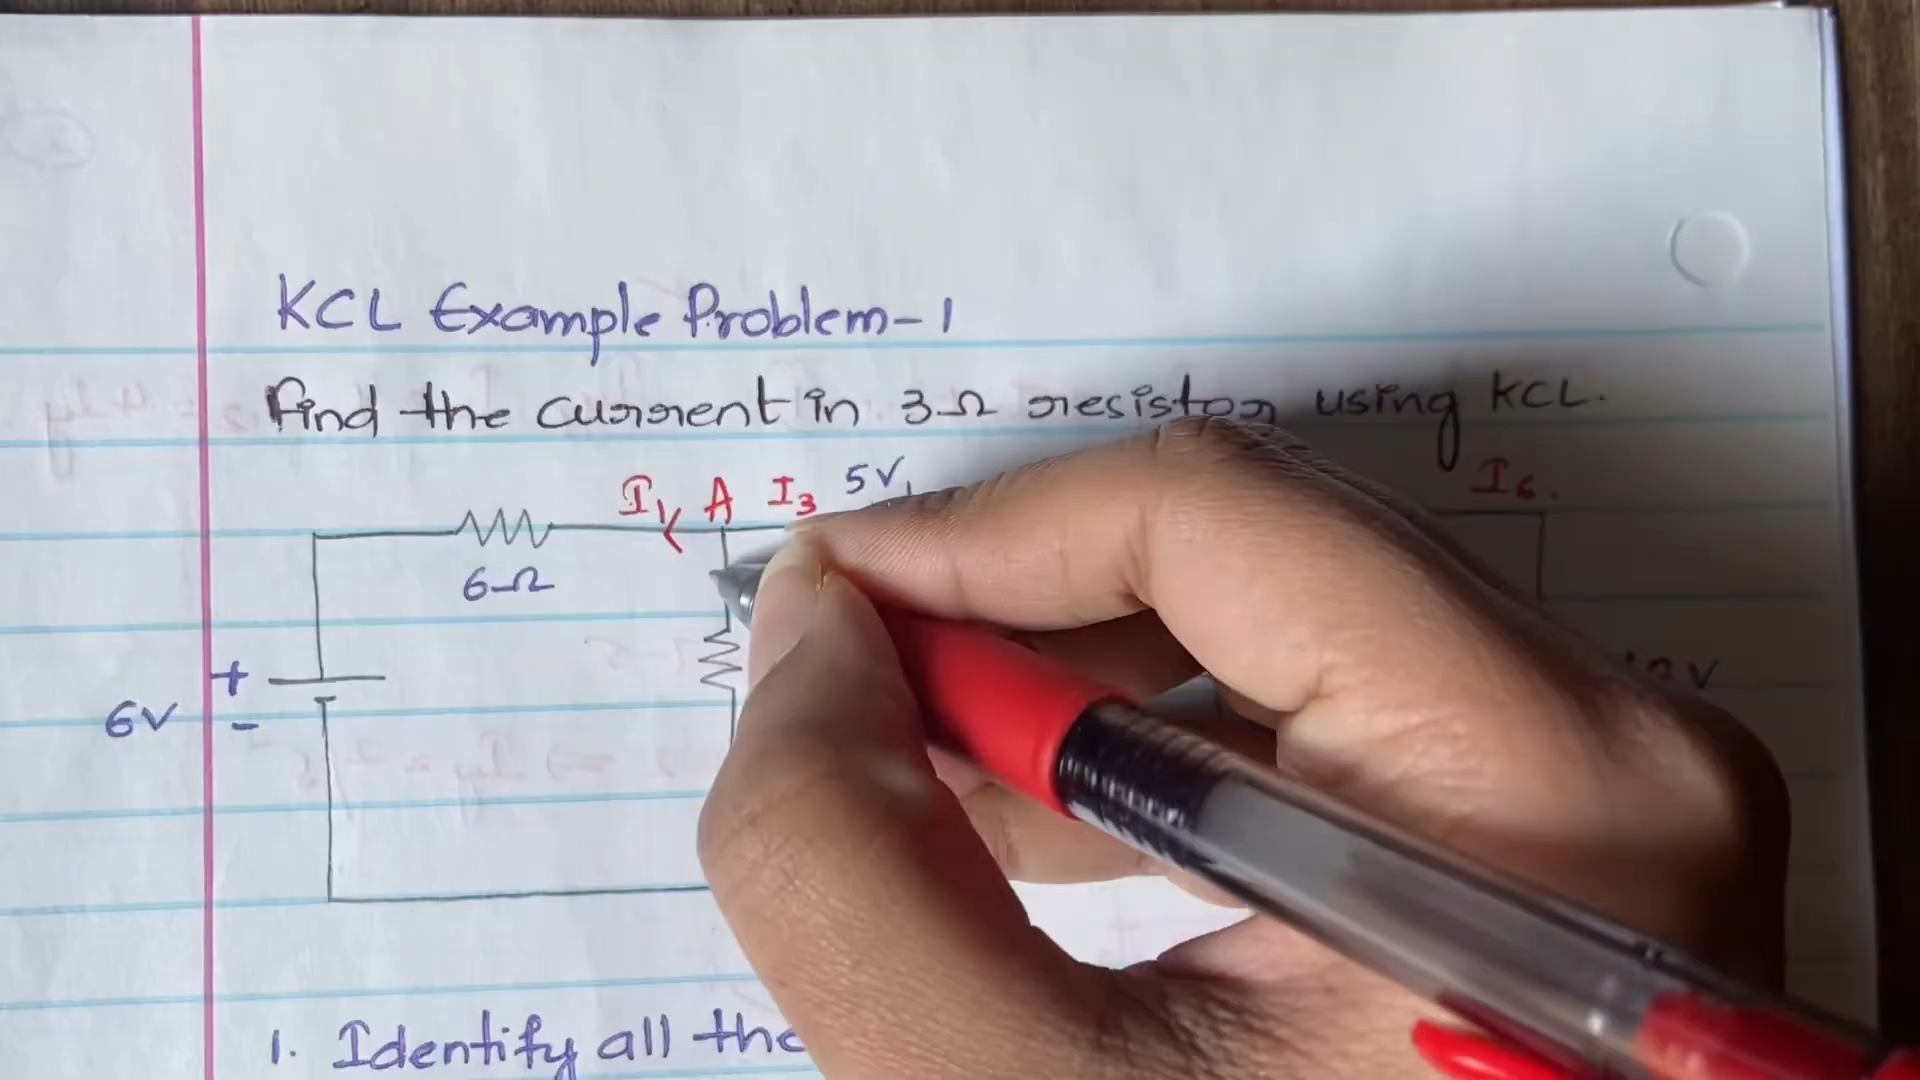 KCL Example Problem-1
Find the current in 3Ω resistor using KCL.
I₁ A I₃ 5V I₆.
6Ω
+
6V
-
1. Identify all the